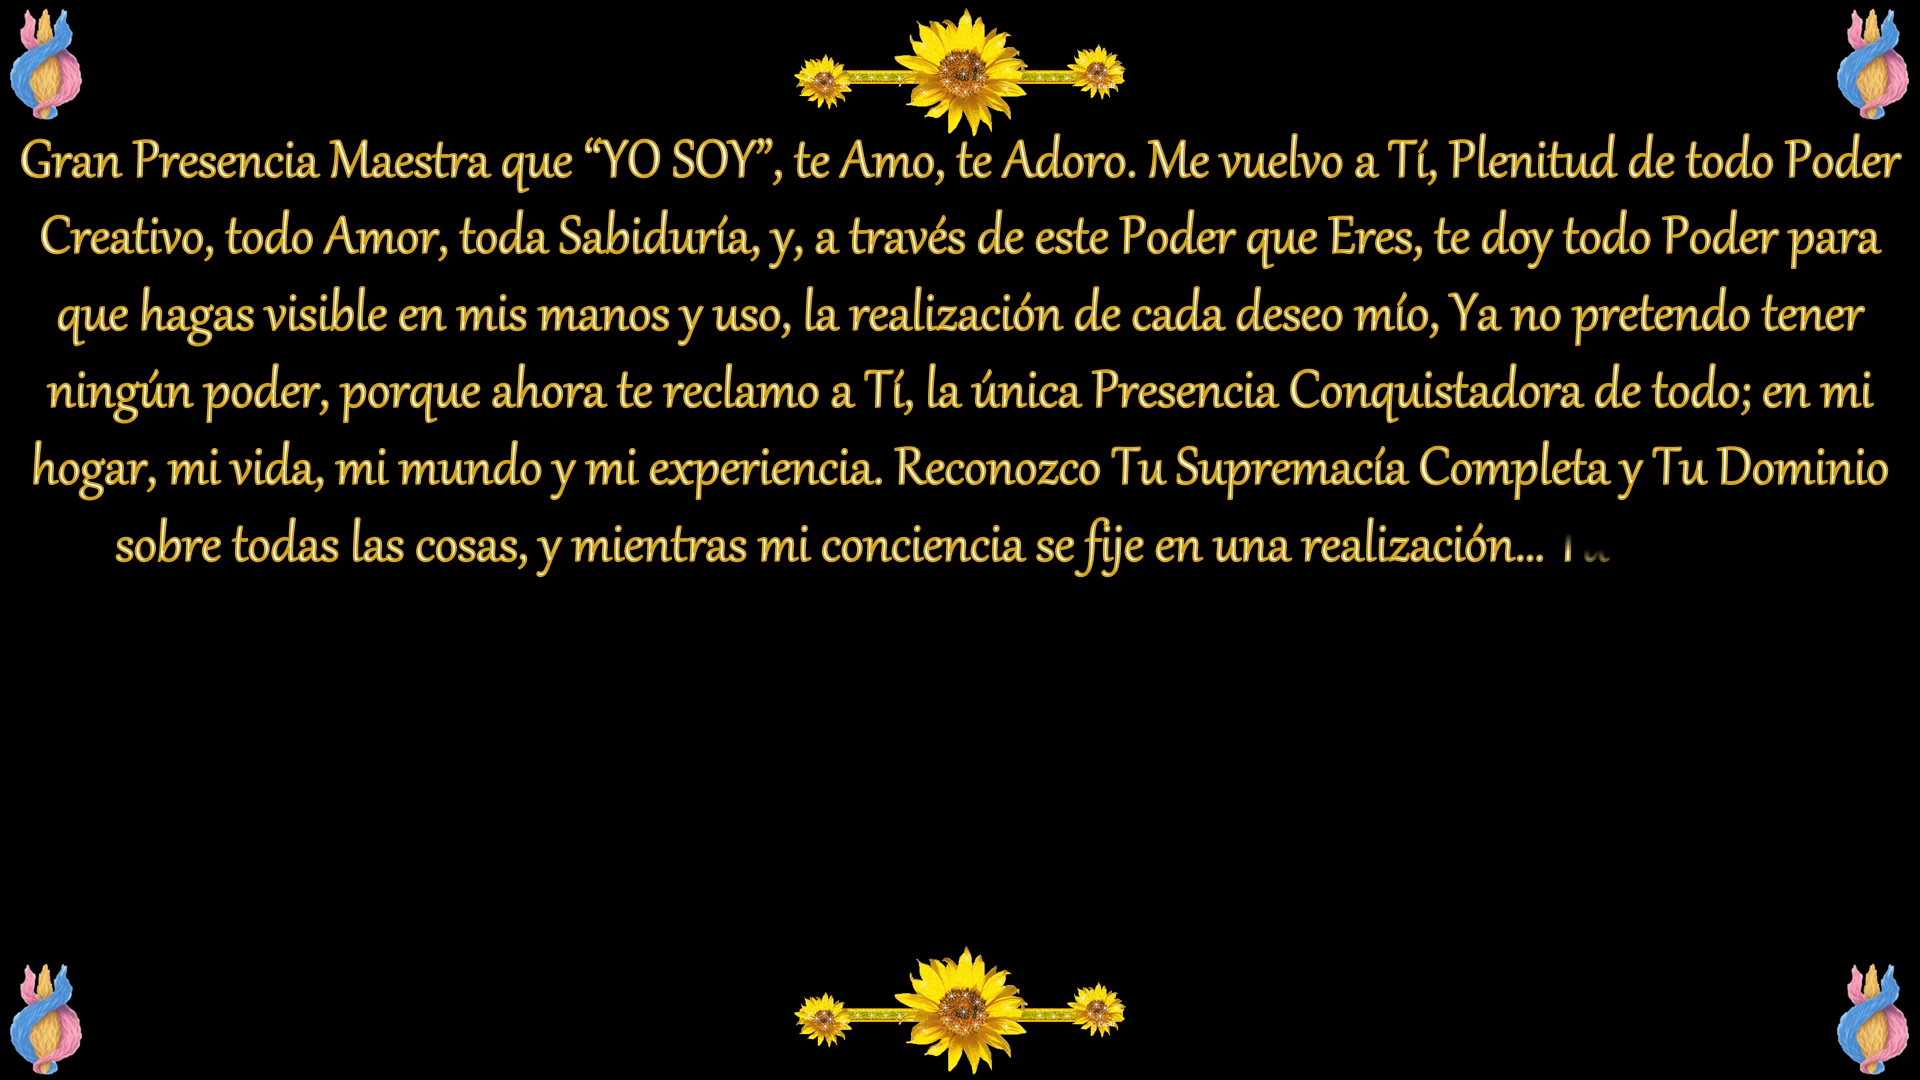 Gran Presencia Maestra que “YO SOY”, te Amo, te Adoro. Me vuelvo a Tí, Plenitud de todo Poder
Creativo, todo Amor, toda Sabiduría, y, a través de este Poder que Eres, te doy todo Poder para
que hagas visible en mis manos y uso, la realización de cada deseo mío, Ya no pretendo tener
ningún poder, porque ahora te reclamo a Tí, la única Presencia Conquistadora de todo; en mi
hogar, mi vida, mi mundo y mi experiencia. Reconozco Tu Supremacía Completa y Tu Dominio
sobre todas las cosas, y mientras mi conciencia se fije en una realización...